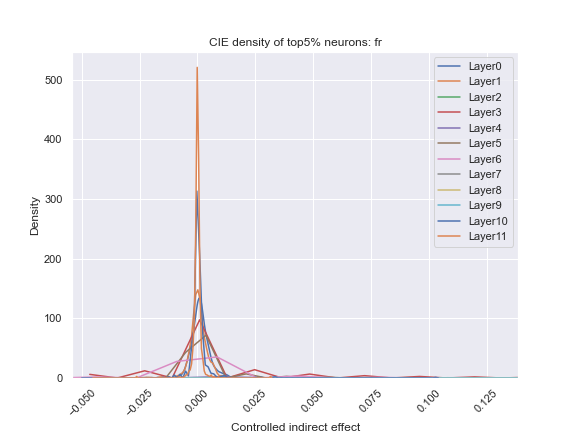 CIE density of top5% neurons: fr
Layer0
Layer1
Layer2
Layer3
Layer4
Layer5
Layer6
Layer7
Layer8
Layer9
Layer10
Layer11
Density
500
400
300
200
100
0
−0.050
−0.025
0.000
0.025
0.050
0.075
0.100
0.125
Controlled indirect effect